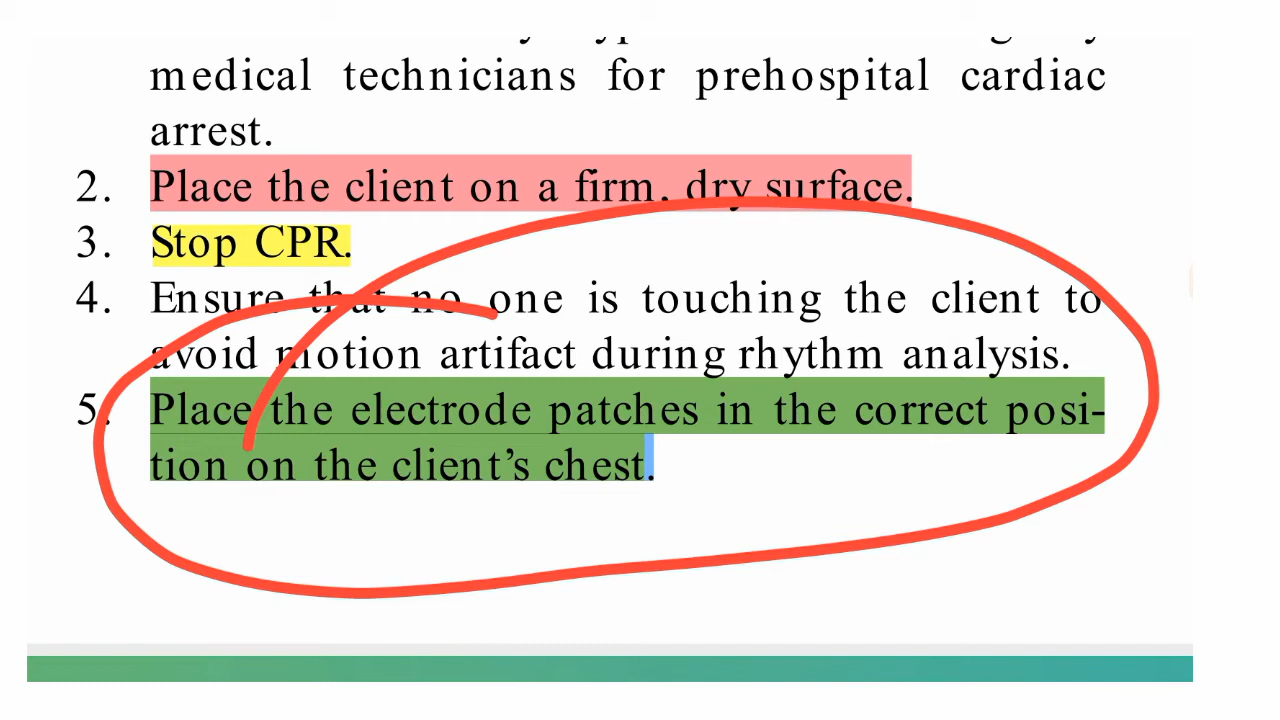 medical technicians for prehospital cardiac
arrest.
2. Place the client on a firm, dry surface.
3. Stop CPR.
4. Ensure that no one is touching the client to
avoid motion artifact during rhythm analysis.
5. Place the electrode patches in the correct posi-
tion on the client’s chest.